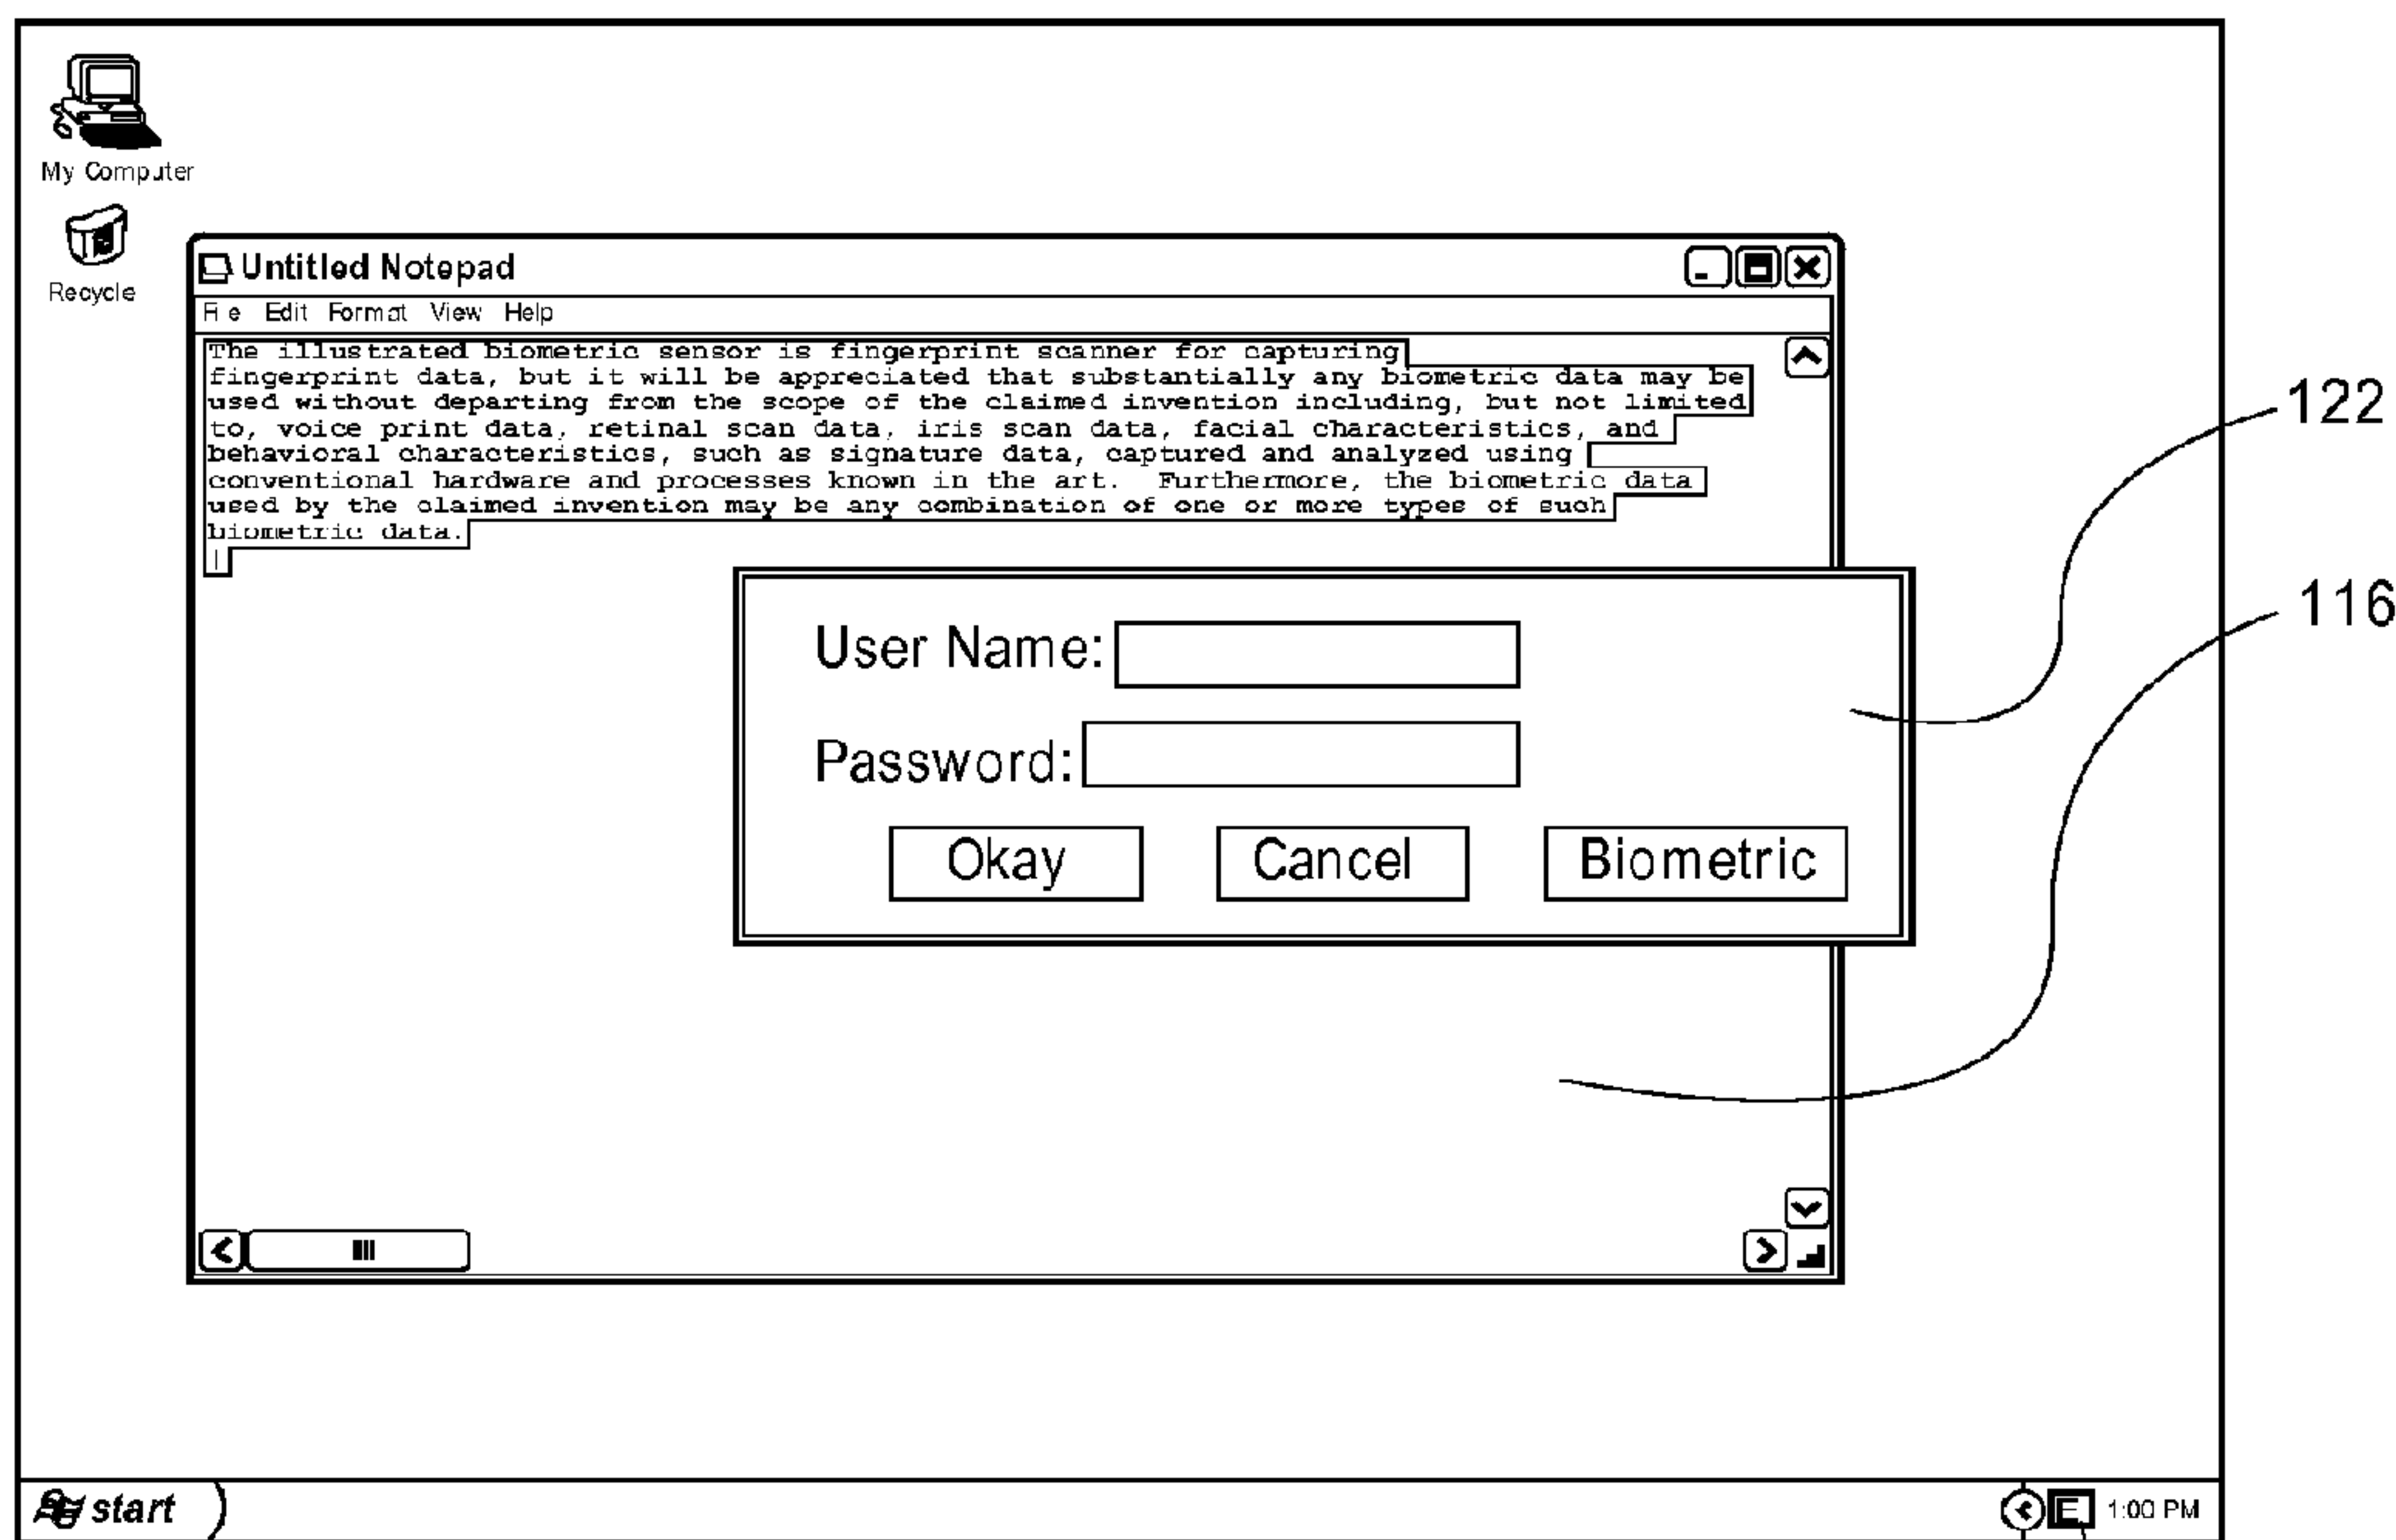 My Computer
Recycle
Untitled Notepad
File Edit Format View Help
The illustrated biometric sensor is fingerprint scanner for capturing
fingerprint data, but it will be appreciated that substantially any biometric data may be
used without departing from the scope of the claimed invention including, but not limited
to, voice print data, retinal scan data, iris scan data, facial characteristics, and
behavioral characteristics, such as signature data, captured and analyzed using
conventional hardware and processes known in the art.  Furthermore, the biometric data
used by the claimed invention may be any combination of one or more types of such
biometric data.
122
116
User Name:
Password:
Okay Cancel Biometric
start
E 1:00 PM